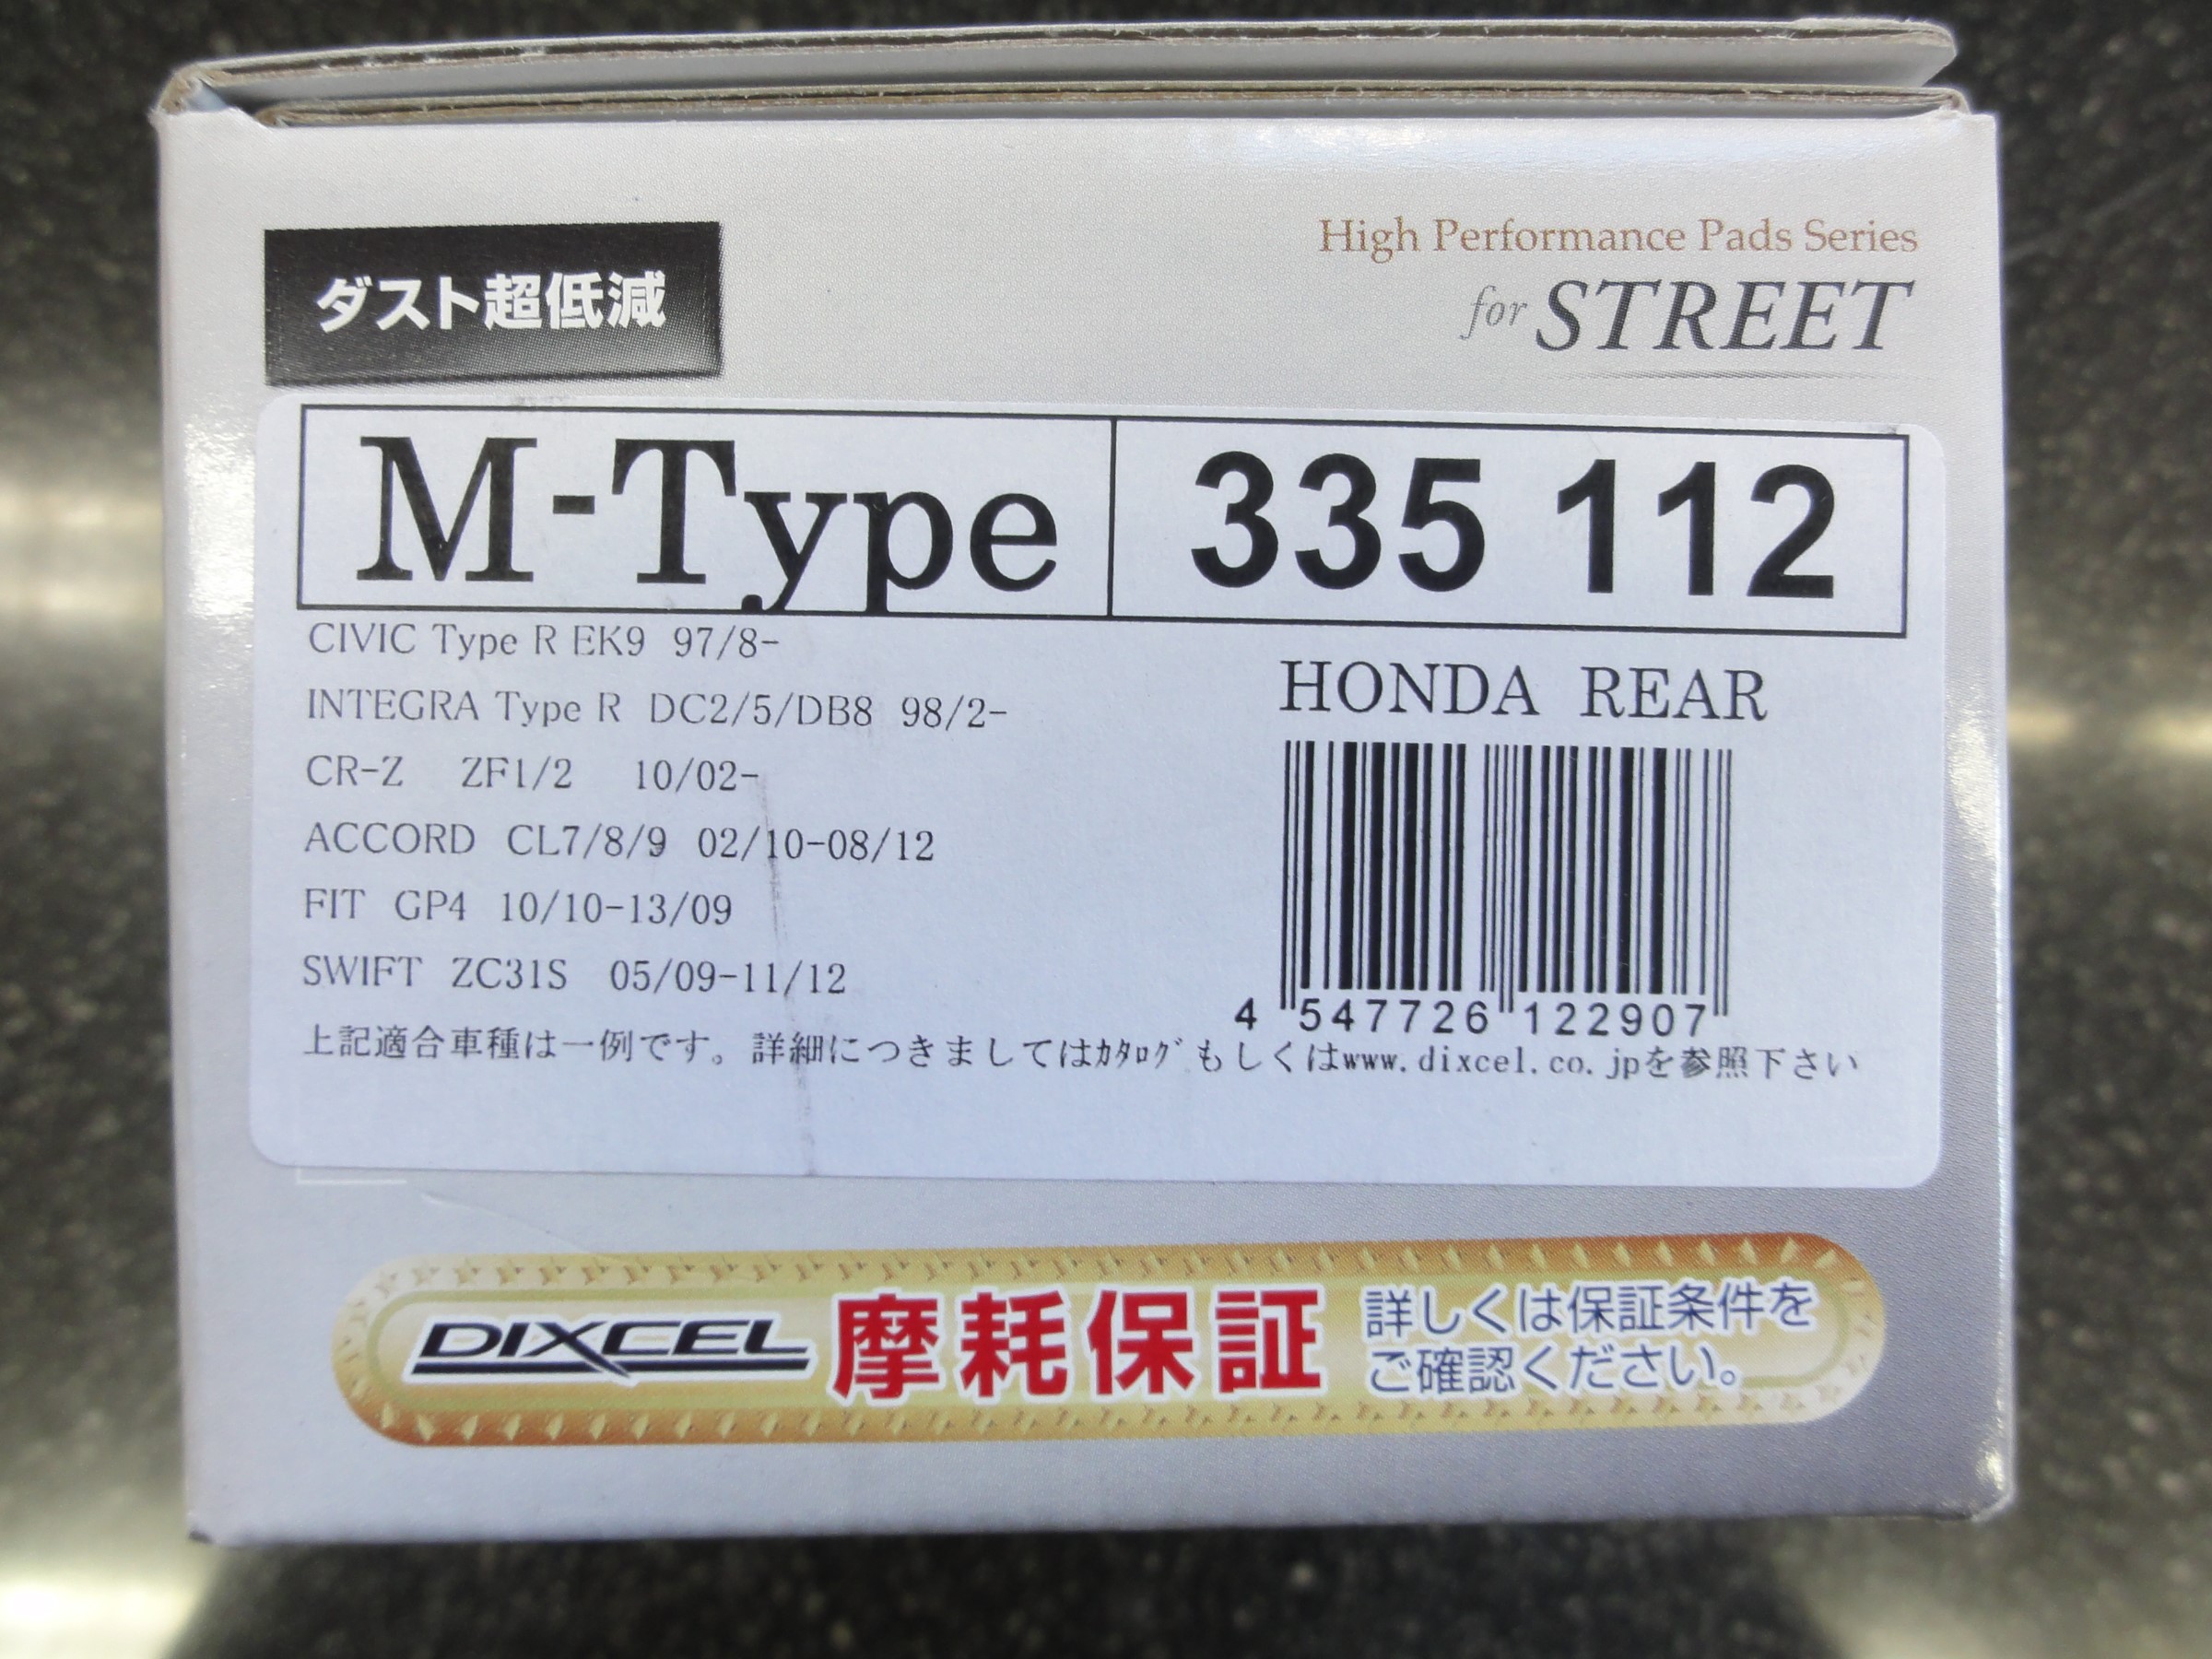 ダスト超低減
High Performance Pads Series
for STREET
M-Type 335 112
CIVIC Type R EK9 97/8-
INTEGRA Type R DC2/5/DB8 98/2-
CR-Z ZF1/2 10/02-
ACCORD CL7/8/9 02/10-08/12
FIT GP4 10/10-13/09
SWIFT ZC31S 05/09-11/12
HONDA REAR
4 547726 122907
上記適合車種は一例です。詳細につきましてはｶﾀﾛｸﾞもしくはwww.dixcel.co.jpを参照下さい
DIXCEL 摩耗保証
詳しくは保証条件を
ご確認ください。